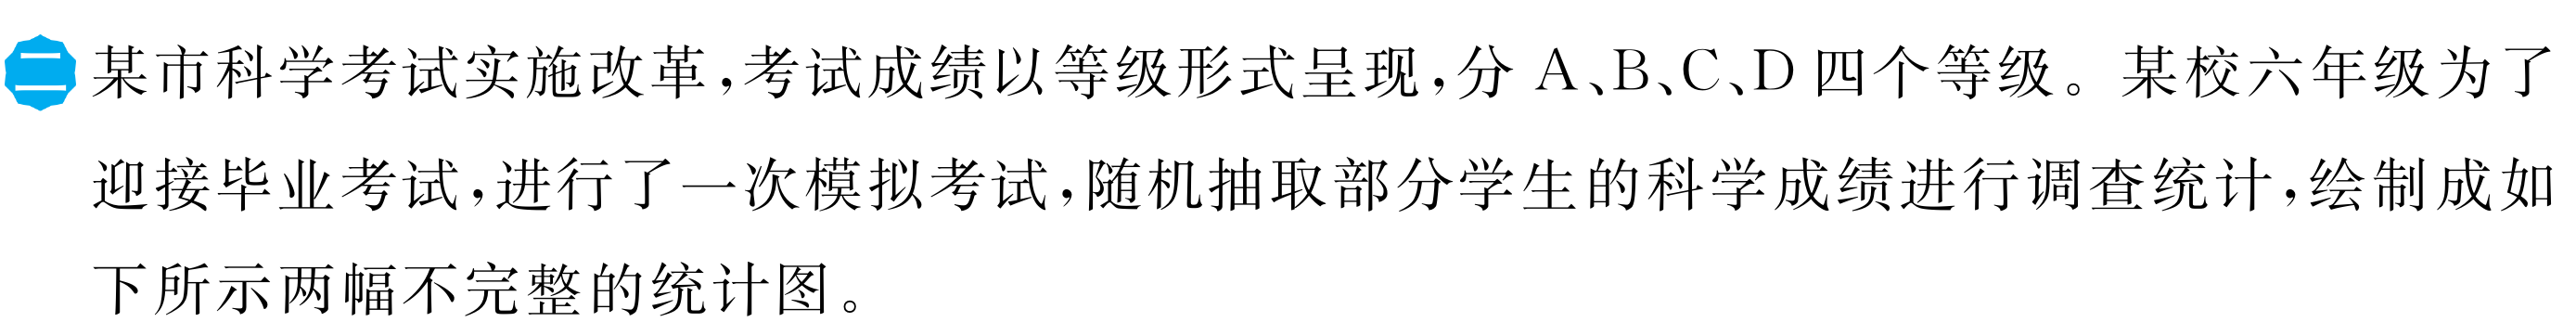 二 某市科学考试实施改革,考试成绩以等级形式呈现,分 A、B、C、D 四个等级。某校六年级为了
迎接毕业考试,进行了一次模拟考试,随机抽取部分学生的科学成绩进行调查统计,绘制成如
下所示两幅不完整的统计图。